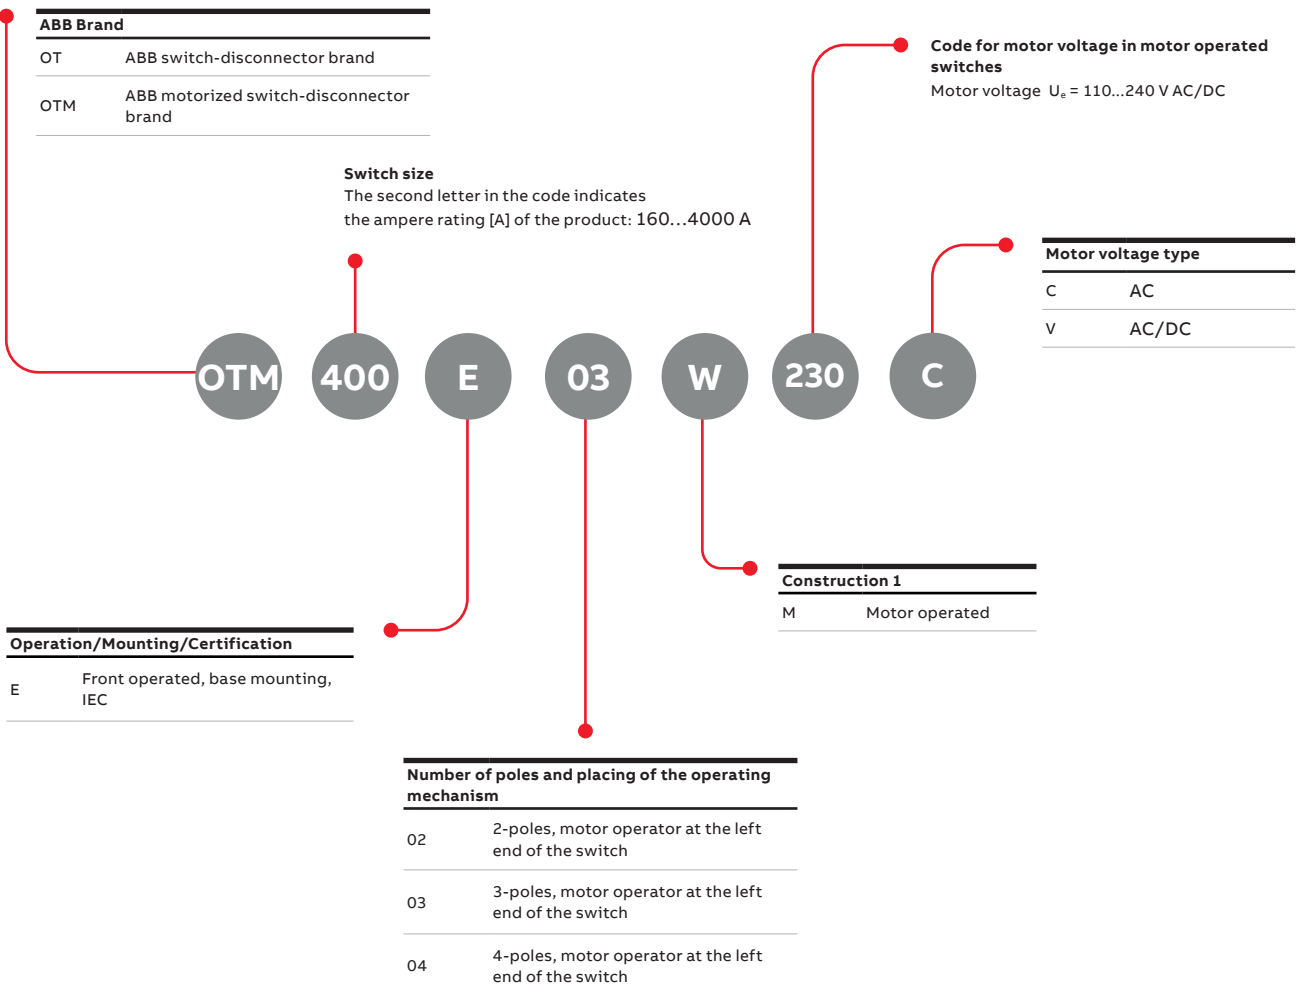 ABB Brand
OT ABB switch-disconnector brand
OTM ABB motorized switch-disconnector
brand
Code for motor voltage in motor operated
switches
Motor voltage Uₑ = 110...240 V AC/DC
Switch size
The second letter in the code indicates
the ampere rating [A] of the product: 160...4000 A
Motor voltage type
C AC
V AC/DC
OTM 400 E 03 W 230 C
Construction 1
M Motor operated
Operation/Mounting/Certification
E Front operated, base mounting,
IEC
Number of poles and placing of the operating
mechanism
02 2-poles, motor operator at the left
end of the switch
03 3-poles, motor operator at the left
end of the switch
04 4-poles, motor operator at the left
end of the switch